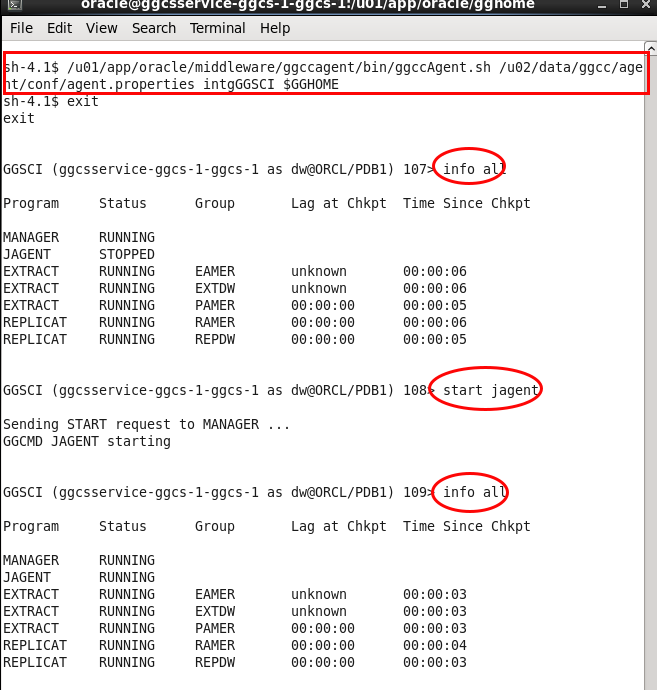 oracle@ggcsservice-ggcs-1-ggcs-1:/u01/app/oracle/gghome
File Edit View Search Terminal Help
sh-4.1$ /u01/app/oracle/middleware/ggccagent/bin/ggccAgent.sh /u02/data/ggcc/age
nt/conf/agent.properties intgGGSCI $GGHOME
sh-4.1$ exit
exit
GGSCI (ggcsservice-ggcs-1-ggcs-1 as dw@ORCL/PDB1) 107> info all
Program Status Group Lag at Chkpt Time Since Chkpt
MANAGER RUNNING
JAGENT STOPPED
EXTRACT RUNNING EAMER unknown 00:00:06
EXTRACT RUNNING EXTDW unknown 00:00:06
EXTRACT RUNNING PAMER 00:00:00 00:00:05
REPLICAT RUNNING RAMER 00:00:00 00:00:06
REPLICAT RUNNING REPDW 00:00:00 00:00:05
GGSCI (ggcsservice-ggcs-1-ggcs-1 as dw@ORCL/PDB1) 108> start jagent
Sending START request to MANAGER ...
GGCMD JAGENT starting
GGSCI (ggcsservice-ggcs-1-ggcs-1 as dw@ORCL/PDB1) 109> info all
Program Status Group Lag at Chkpt Time Since Chkpt
MANAGER RUNNING
JAGENT RUNNING
EXTRACT RUNNING EAMER unknown 00:00:03
EXTRACT RUNNING EXTDW unknown 00:00:03
EXTRACT RUNNING PAMER 00:00:00 00:00:03
REPLICAT RUNNING RAMER 00:00:00 00:00:04
REPLICAT RUNNING REPDW 00:00:00 00:00:03